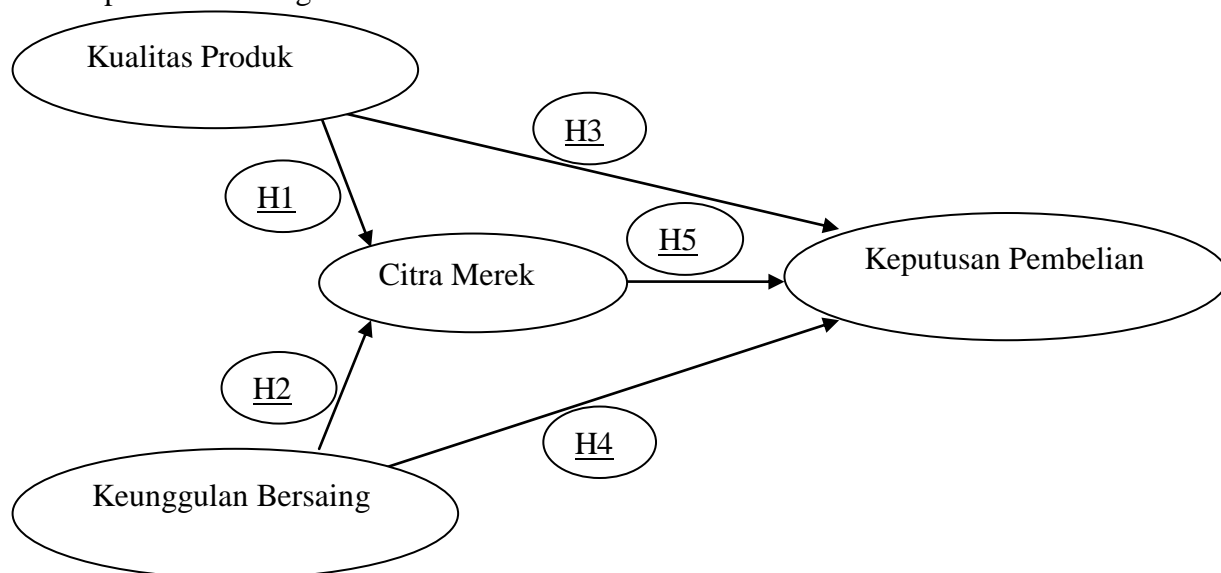 Kualitas Produk
H3
H1
H5
Citra Merek
Keputusan Pembelian
H2
H4
Keunggulan Bersaing